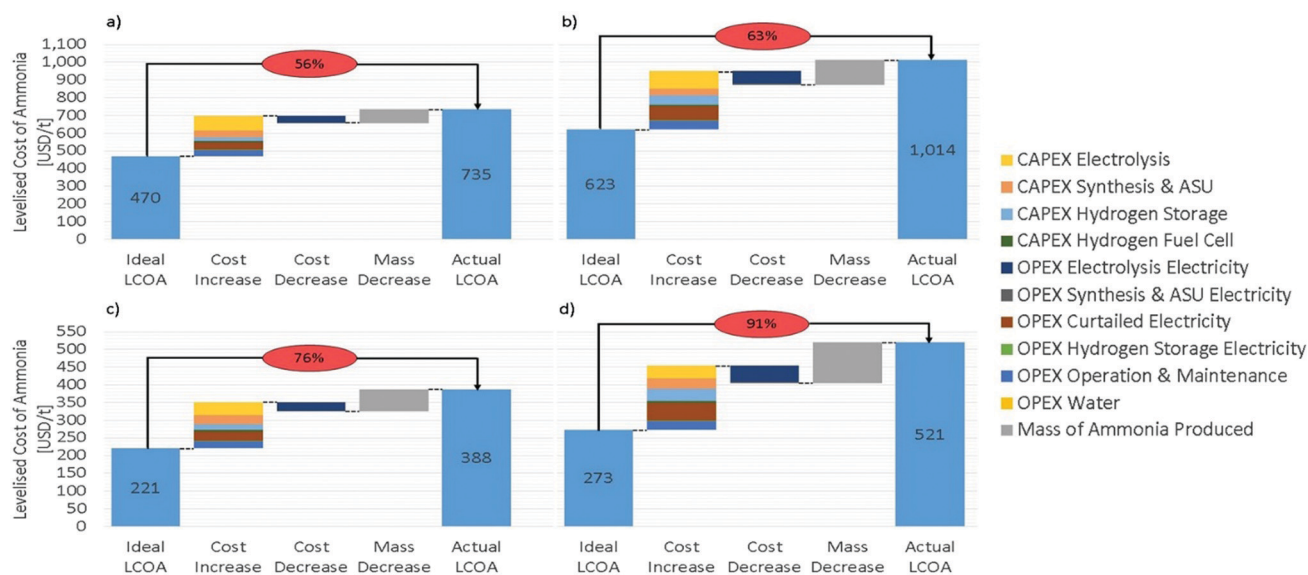 a)
b)
Levelised Cost of Ammonia
[USD/t]
1,100
1,000
900
800
700
600
500
400
300
200
100
0
56%
63%
470
735
623
1,014
Ideal LCOA
Cost Increase
Cost Decrease
Mass Decrease
Actual LCOA
Ideal LCOA
Cost Increase
Cost Decrease
Mass Decrease
Actual LCOA
c)
d)
Levelised Cost of Ammonia
[USD/t]
550
500
450
400
350
300
250
200
150
100
50
0
76%
91%
221
388
273
521
Ideal LCOA
Cost Increase
Cost Decrease
Mass Decrease
Actual LCOA
Ideal LCOA
Cost Increase
Cost Decrease
Mass Decrease
Actual LCOA
CAPEX Electrolysis
CAPEX Synthesis & ASU
CAPEX Hydrogen Storage
CAPEX Hydrogen Fuel Cell
OPEX Electrolysis Electricity
OPEX Synthesis & ASU Electricity
OPEX Curtailed Electricity
OPEX Hydrogen Storage Electricity
OPEX Operation & Maintenance
OPEX Water
Mass of Ammonia Produced